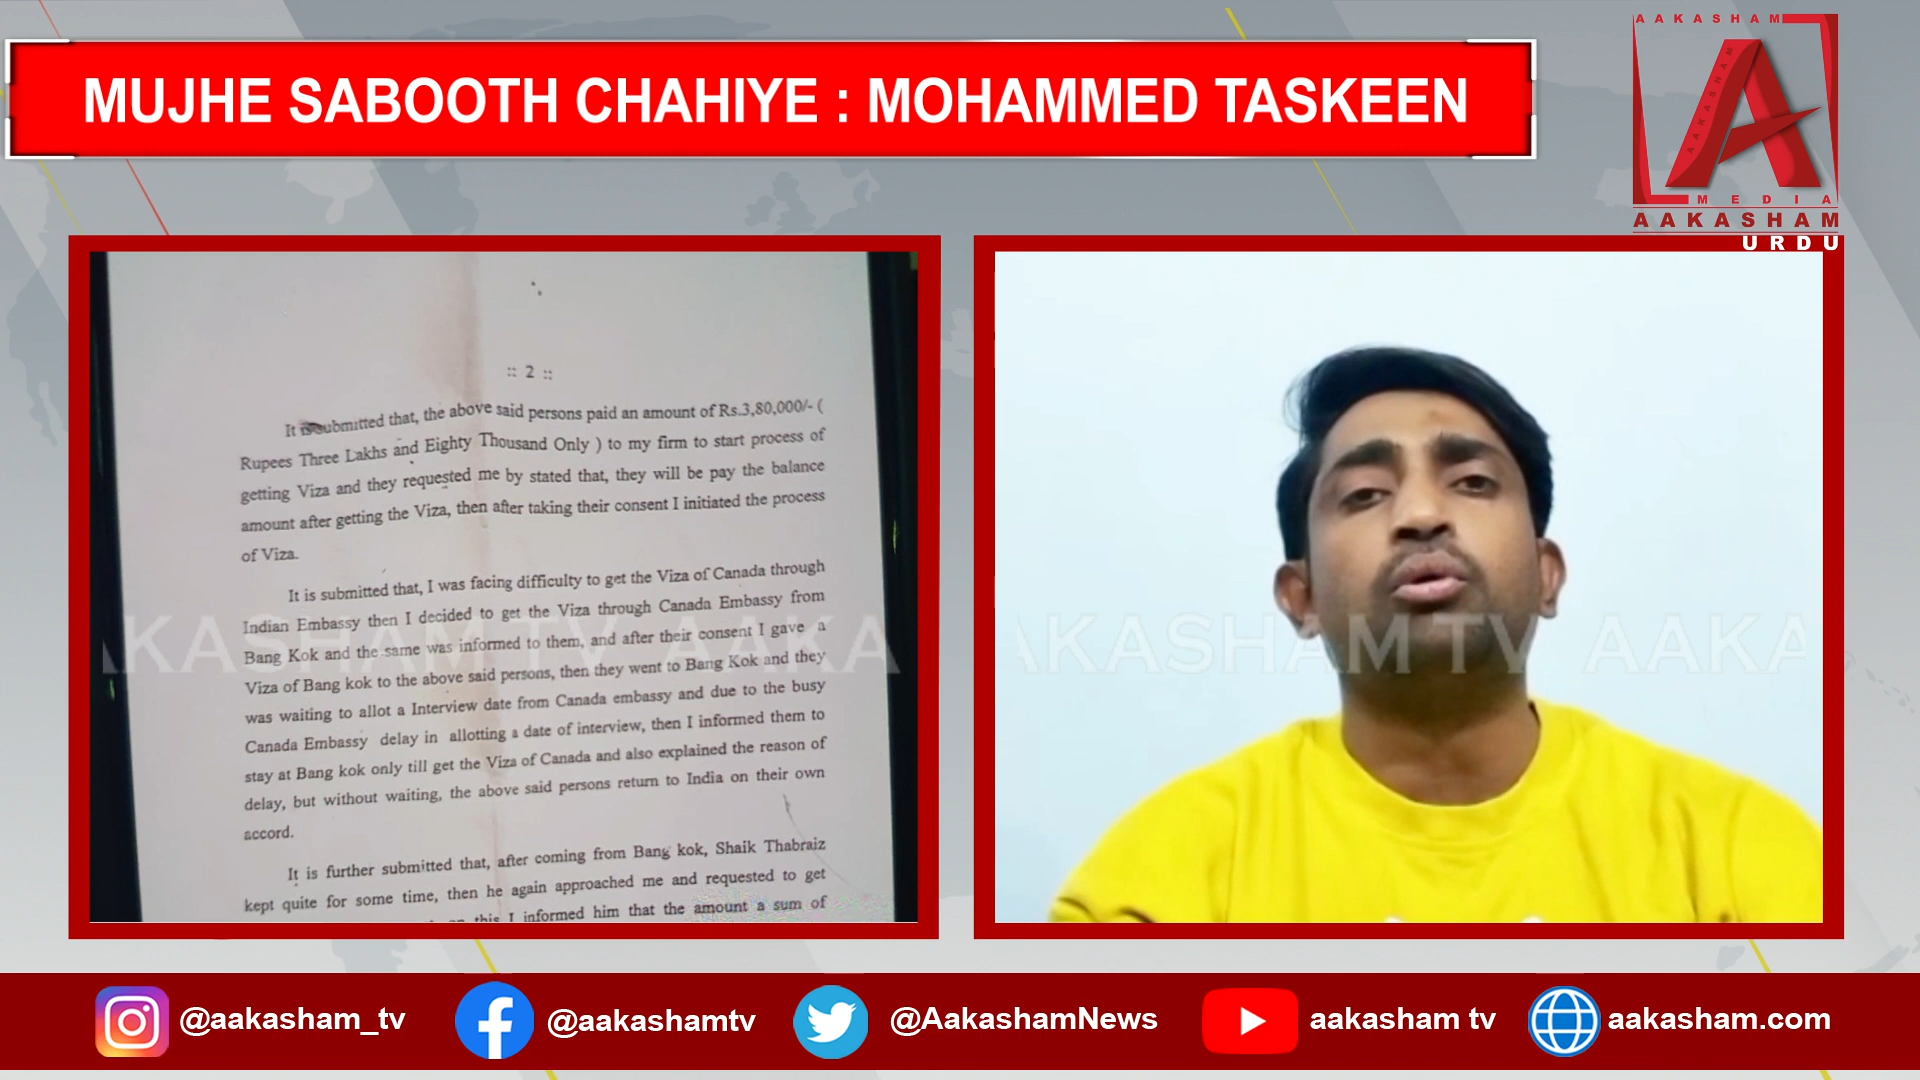 MUJHE SABOOTH CHAHIYE : MOHAMMED TASKEEN
AAKASHAM
AAKASHAM
MEDIA
AAKASHAM
URDU
:: 2 ::
It is submitted that, the above said persons paid an amount of Rs.3,80,000/- (
Rupees Three Lakhs and Eighty Thousand Only ) to my firm to start process of
getting Viza and they requested me by stated that, they will be pay the balance
amount after getting the Viza, then after taking their consent I initiated the process
of Viza.
It is submitted that, I was facing difficulty to get the Viza of Canada through
Indian Embassy then I decided to get the Viza through Canada Embassy from
Bang Kok and the same was informed to them, and after their consent I gave a
Viza of Bang kok to the above said persons, then they went to Bang Kok and they
was waiting to allot a Interview date from Canada embassy and due to the busy
Canada Embassy delay in allotting a date of interview, then I informed them to
stay at Bang kok only till get the Viza of Canada and also explained the reason of
delay, but without waiting, the above said persons return to India on their own
accord.
It is further submitted that, after coming from Bang kok, Shaik Thabraiz
kept quite for some time, then he again approached me and requested to get
this I informed him that the amount a sum of
AKASHAM TV AAKA
AKASHAM TV AAKA
@aakasham_tv
@aakashamtv
@AakashamNews
aakasham tv
aakasham.com